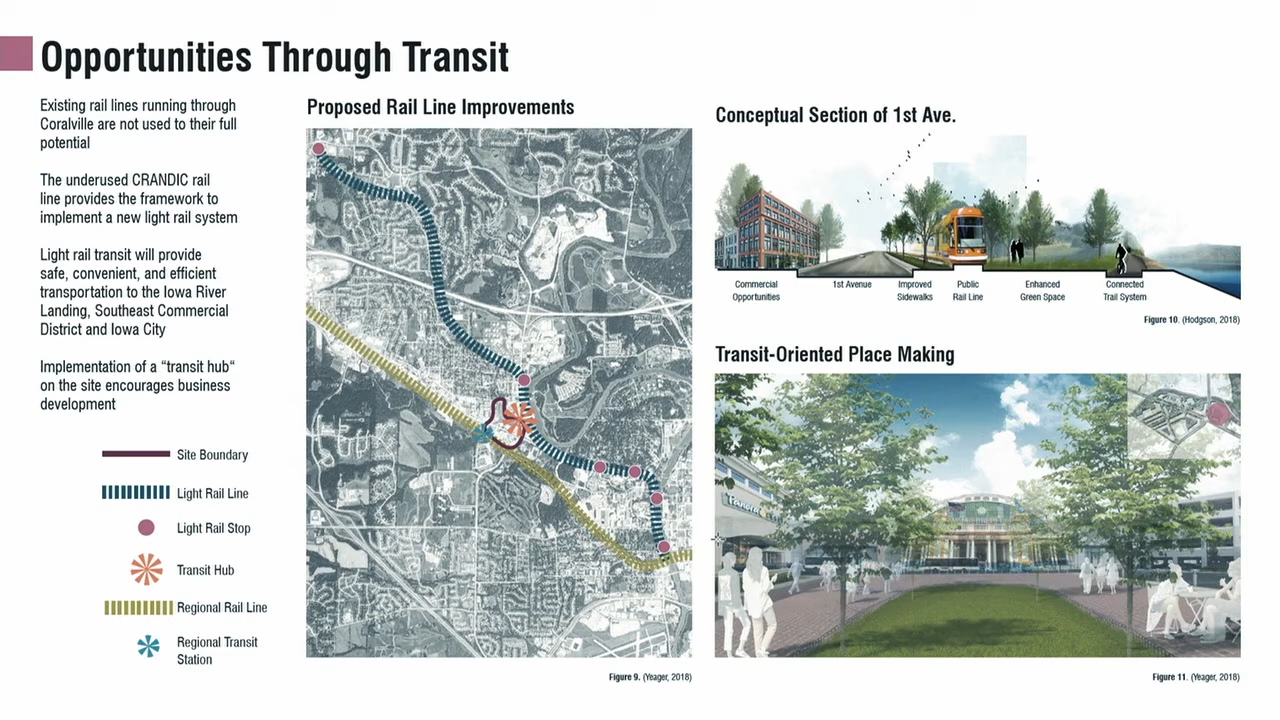 Opportunities Through Transit
Existing rail lines running through
Coralville are not used to their full
potential
The underused CRANDIC rail
line provides the framework to
implement a new light rail system
Light rail transit will provide
safe, convenient, and efficient
transportation to the Iowa River
Landing, Southeast Commercial
District and Iowa City
Implementation of a “transit hub“
on the site encourages business
development
Site Boundary
Light Rail Line
Light Rail Stop
Transit Hub
Regional Rail Line
Regional Transit
Station
Proposed Rail Line Improvements
Figure 9. (Yeager, 2018)
Conceptual Section of 1st Ave.
Commercial
Opportunities
1st Avenue
Improved
Sidewalks
Public
Rail Line
Enhanced
Green Space
Connected
Trail System
Figure 10. (Hodgson, 2018)
Transit-Oriented Place Making
Panera
Figure 11. (Yeager, 2018)